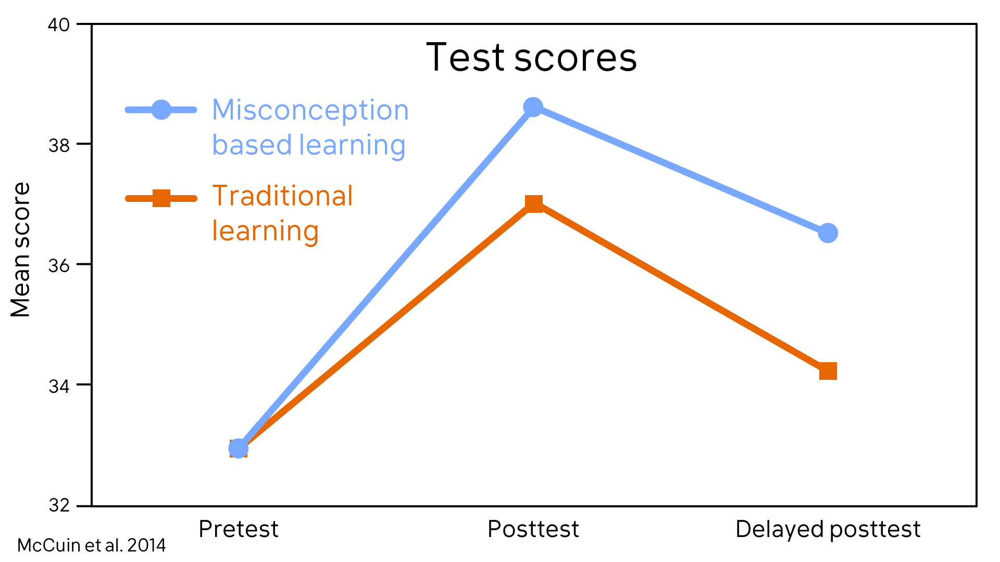 Test scores
Misconception
based learning
Traditional
learning
Mean score
40
38
36
34
32
Pretest
Posttest
Delayed posttest
McCuin et al. 2014